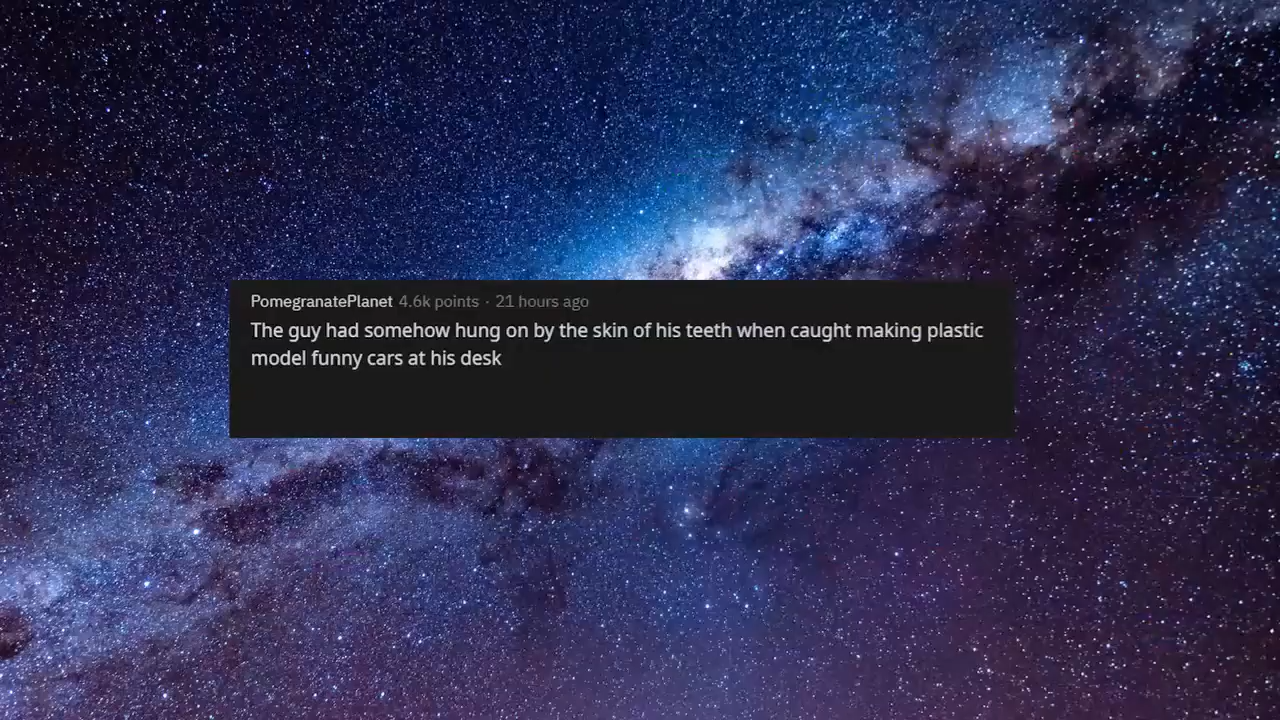 PomegranatePlanet 4.6k points · 21 hours ago
The guy had somehow hung on by the skin of his teeth when caught making plastic
model funny cars at his desk